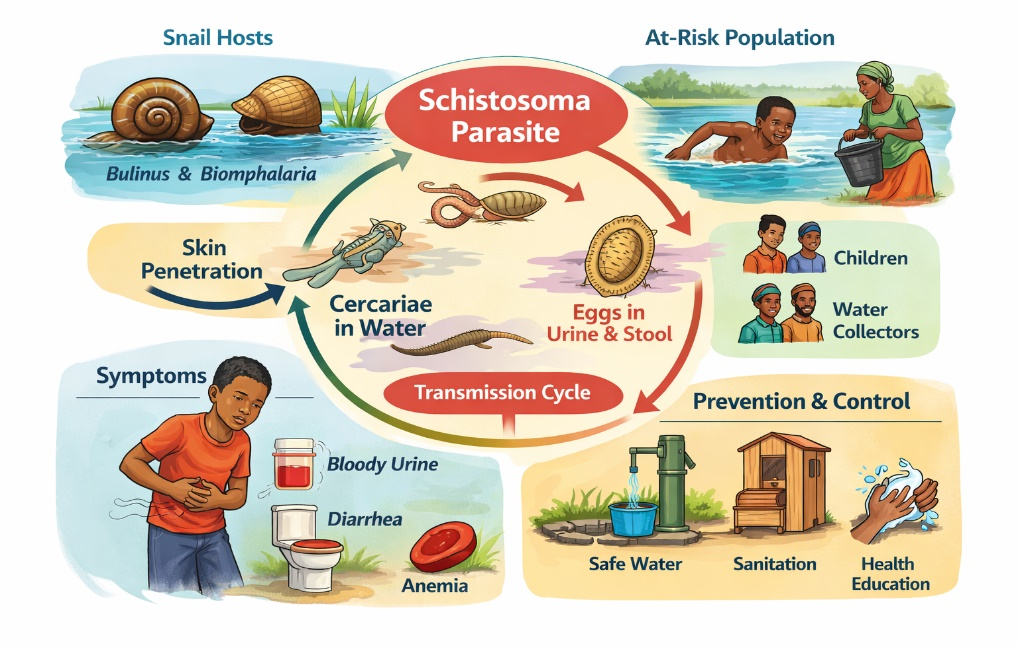 Snail Hosts
At-Risk Population
Schistosoma
Parasite
Bulinus & Biomphalaria
Skin
Penetration
Cercariae
in Water
Eggs in
Urine & Stool
Children
Water
Collectors
Transmission Cycle
Symptoms
Bloody Urine
Diarrhea
Anemia
Prevention & Control
Safe Water
Sanitation
Health
Education